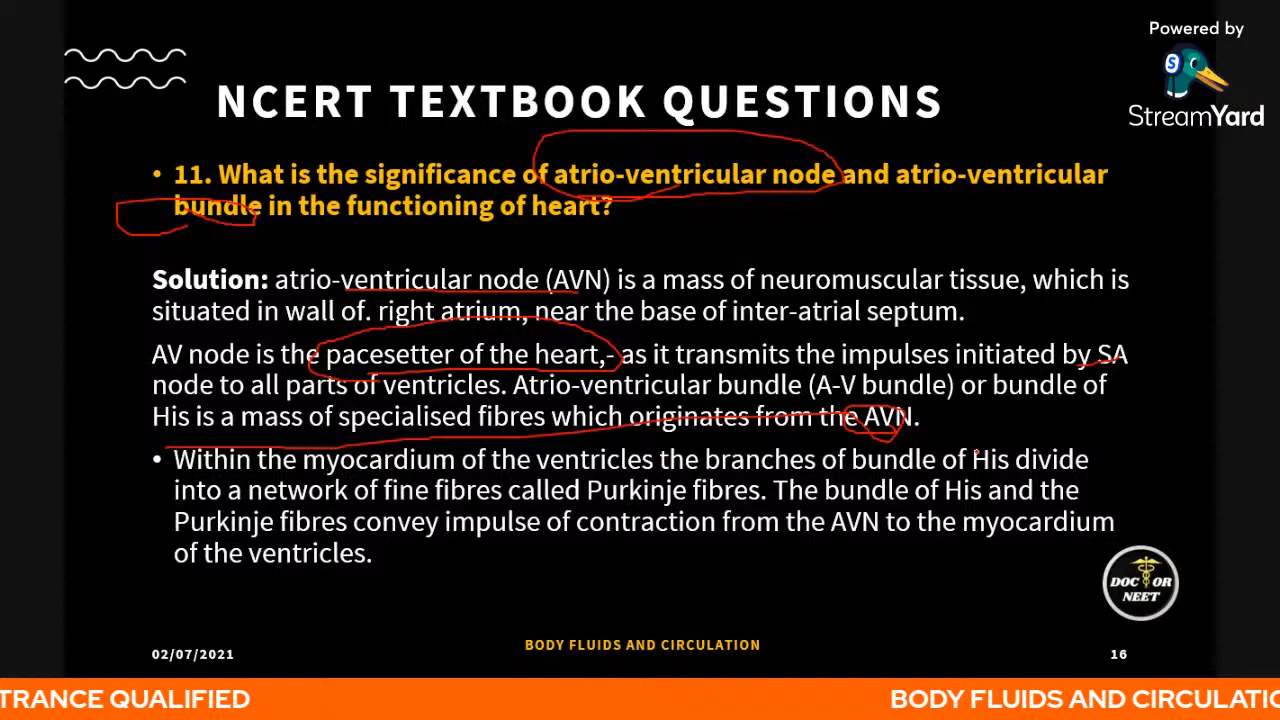 Powered by
StreamYard
NCERT TEXTBOOK QUESTIONS
• 11. What is the significance of atrio-ventricular node and atrio-ventricular
bundle in the functioning of heart?
Solution: atrio-ventricular node (AVN) is a mass of neuromuscular tissue, which is
situated in wall of. right atrium, near the base of inter-atrial septum.
AV node is the pacesetter of the heart,- as it transmits the impulses initiated by SA
node to all parts of ventricles. Atrio-ventricular bundle (A-V bundle) or bundle of
His is a mass of specialised fibres which originates from the AVN.
• Within the myocardium of the ventricles the branches of bundle of His divide
into a network of fine fibres called Purkinje fibres. The bundle of His and the
Purkinje fibres convey impulse of contraction from the AVN to the myocardium
of the ventricles.
DOCTOR
NEET
02/07/2021
BODY FLUIDS AND CIRCULATION
16
TRANCE QUALIFIED
BODY FLUIDS AND CIRCULATIO